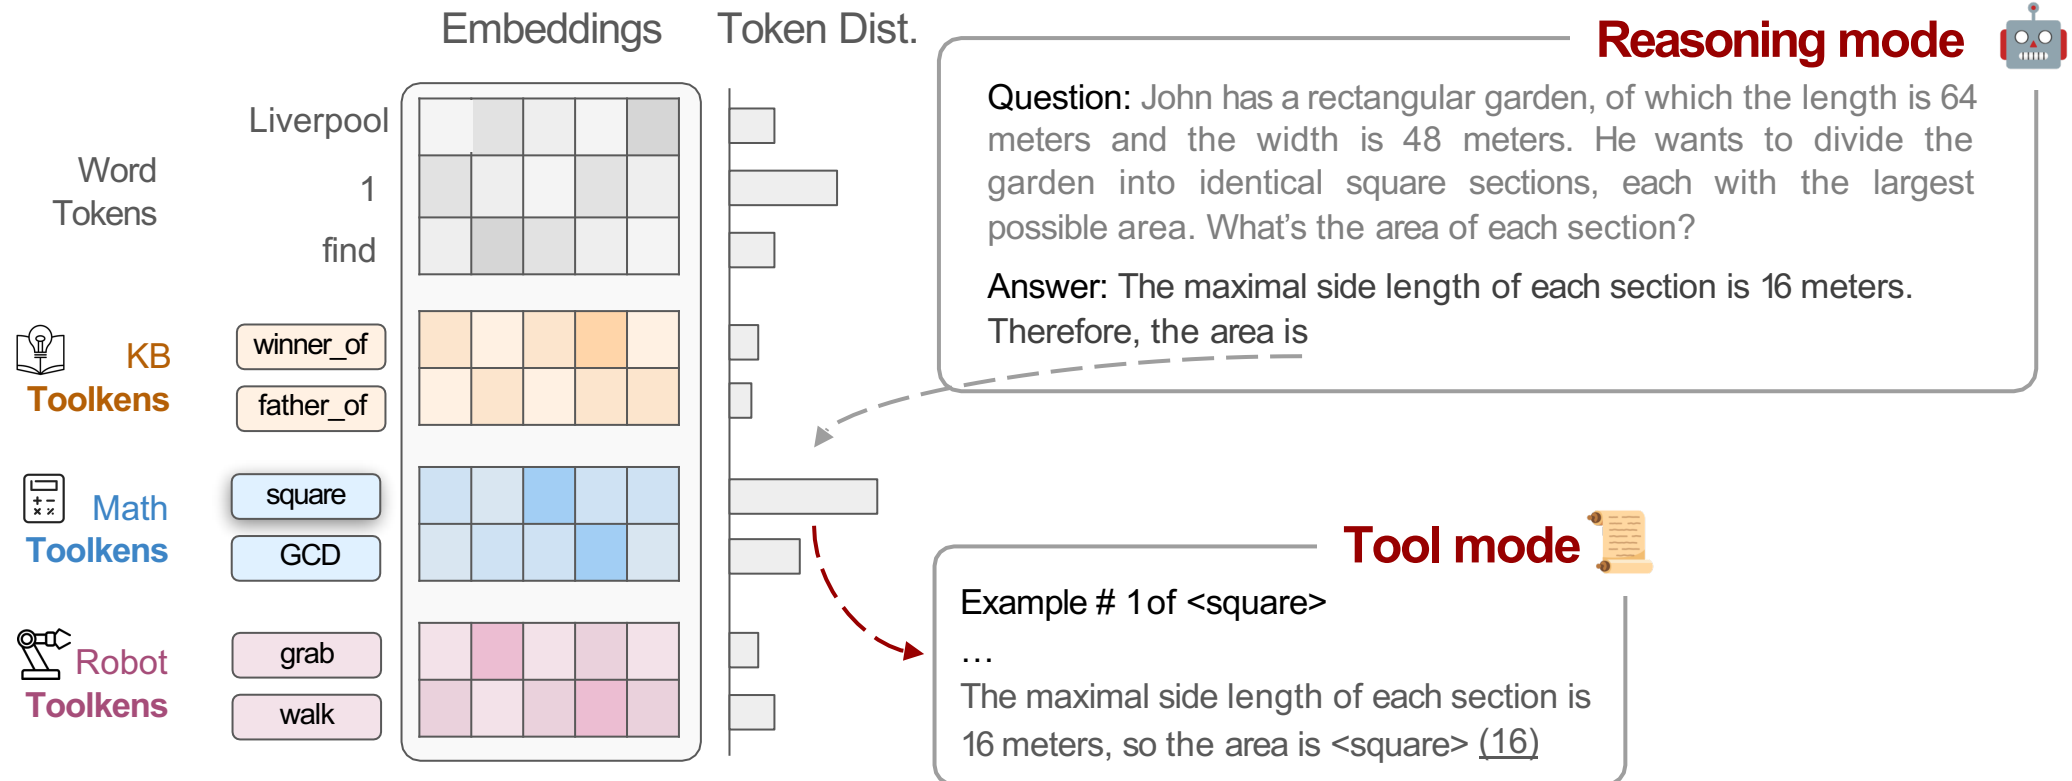 Embeddings
Token Dist.
Liverpool
1
find
Word
Tokens
KB
Toolkens
winner_of
father_of
Math
Toolkens
square
GCD
Robot
Toolkens
grab
walk
Reasoning mode
Question: John has a rectangular garden, of which the length is 64
meters and the width is 48 meters. He wants to divide the
garden into identical square sections, each with the largest
possible area. What's the area of each section?
Answer: The maximal side length of each section is 16 meters.
Therefore, the area is
Tool mode
Example # 1 of <square>
…
The maximal side length of each section is
16 meters, so the area is <square> (16)